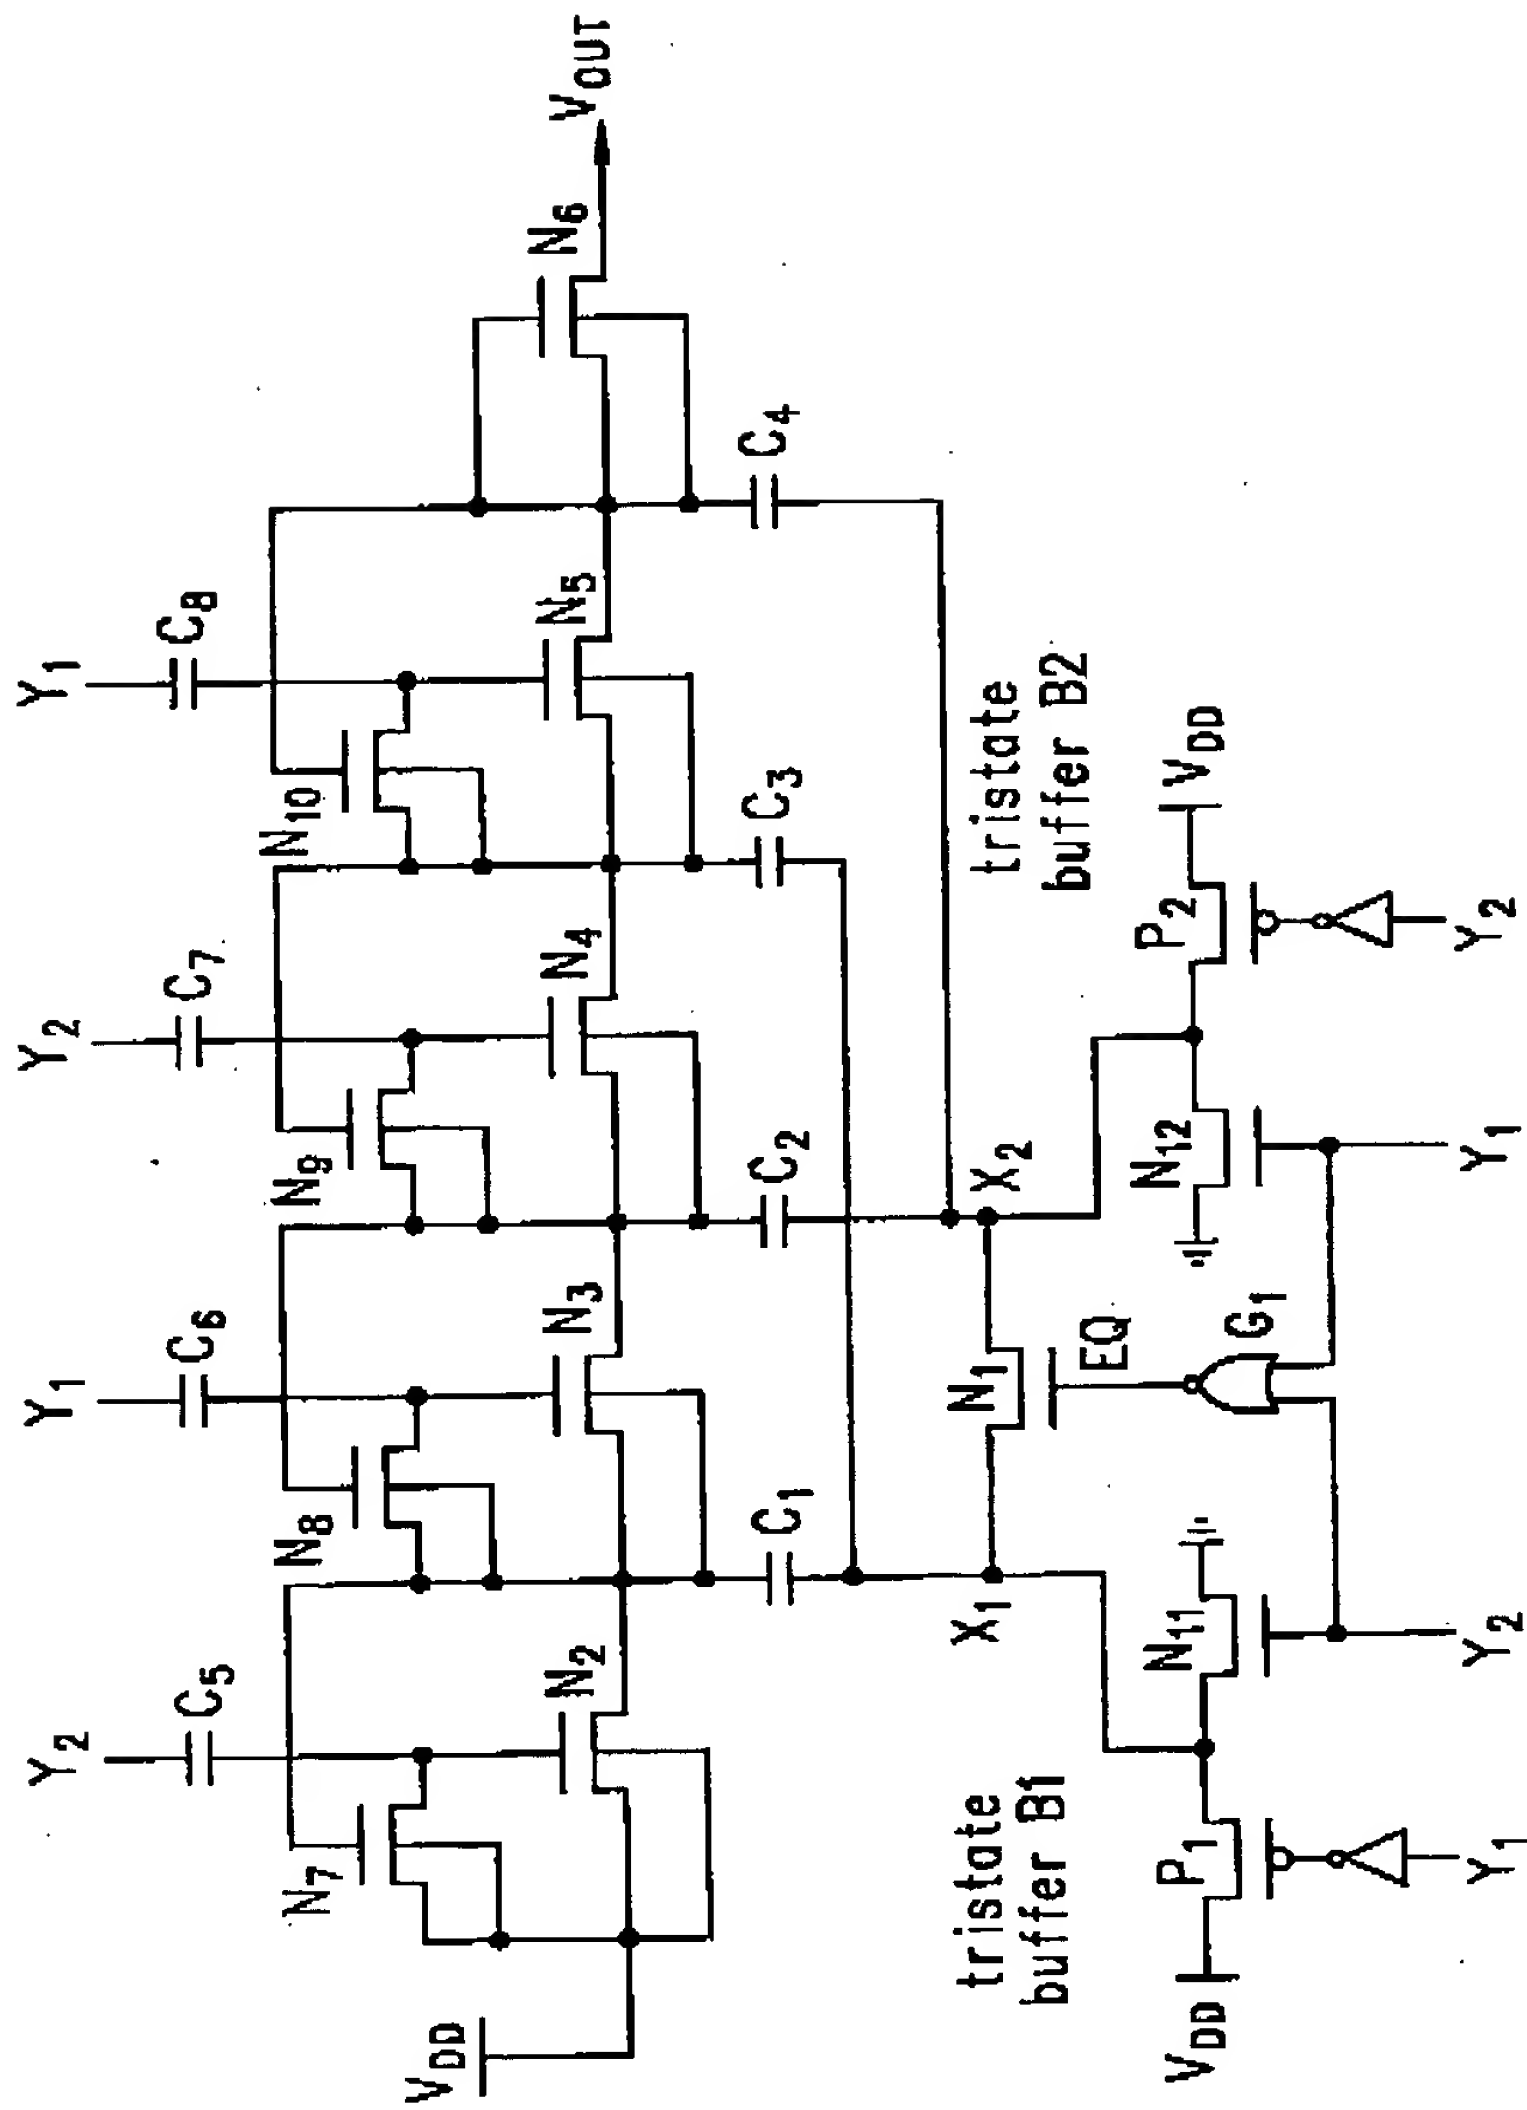 Y₂
C₅
Y₁
C₆
Y₂
C₇
Y₁
C₈
N₇
N₈
N₉
N₁₀
V_DD
N₂
N₃
N₄
N₅
N₆
V_OUT
C₁
C₂
C₃
C₄
X₁
X₂
tristate
buffer B1
N₁
EQ
tristate
buffer B2
V_DD
P₁
N₁₁
G₁
N₁₂
P₂
V_DD
Y₁
Y₂
Y₁
Y₂